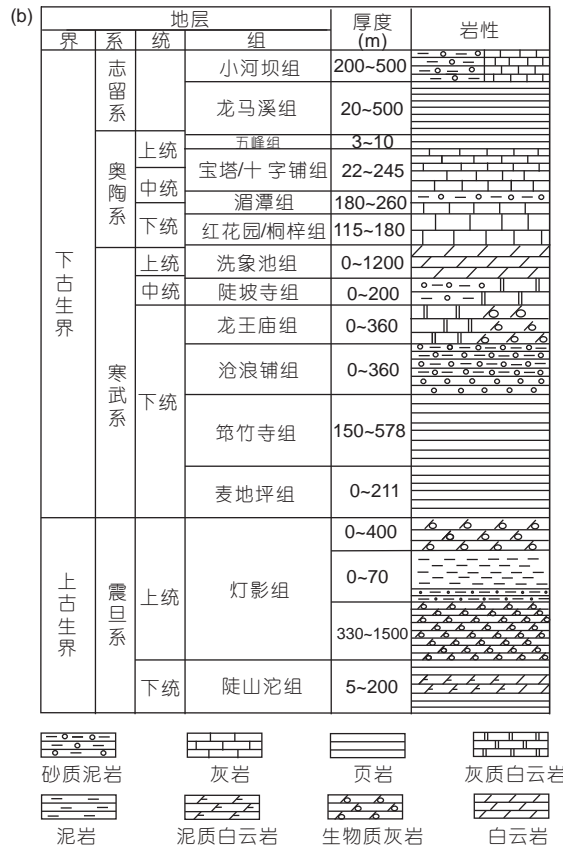 (b)
地层 厚度(m) 岩性
界 系 统 组
下古生界
志留系
小河坝组 200~500
龙马溪组 20~500
奥陶系
上统
五峰组 3~10
宝塔/十字铺组 22~245
中统
湄潭组 180~260
下统
红花园/桐梓组 115~180
寒武系
上统 洗象池组 0~1200
中统 陡坡寺组 0~200
下统
龙王庙组 0~360
沧浪铺组 0~360
筇竹寺组 150~578
麦地坪组 0~211
上古生界
震旦系
上统
灯影组
0~400
0~70
330~1500
下统 陡山沱组 5~200
砂质泥岩 灰岩 页岩 灰质白云岩
泥岩 泥质白云岩 生物质灰岩 白云岩